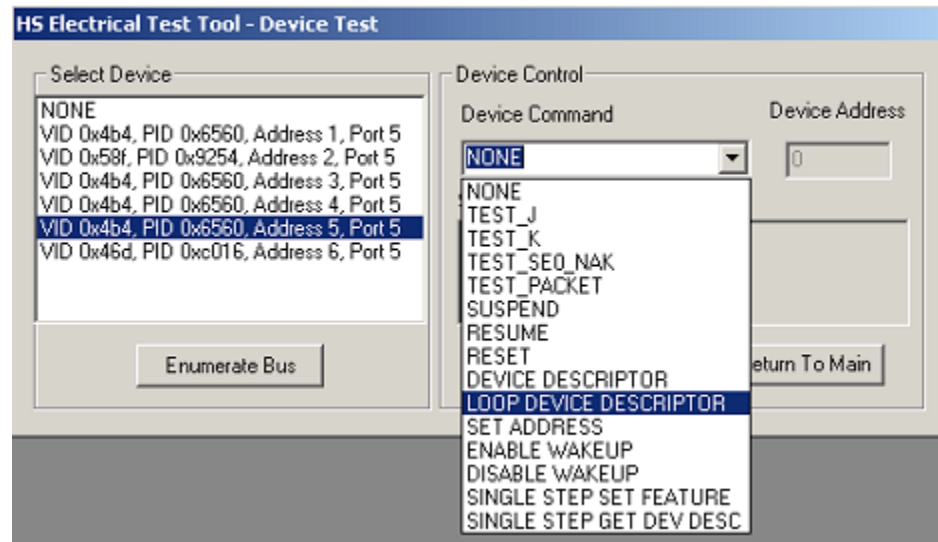 HS Electrical Test Tool - Device Test
Select Device
NONE
VID 0x4b4, PID 0x6560, Address 1, Port 5
VID 0x58f, PID 0x9254, Address 2, Port 5
VID 0x4b4, PID 0x6560, Address 3, Port 5
VID 0x4b4, PID 0x6560, Address 4, Port 5
VID 0x4b4, PID 0x6560, Address 5, Port 5
VID 0x46d, PID 0xc016, Address 6, Port 5
Enumerate Bus
Device Control
Device Command
Device Address
NONE
0
NONE
TEST_J
TEST_K
TEST_SE0_NAK
TEST_PACKET
SUSPEND
RESUME
RESET
DEVICE DESCRIPTOR
LOOP DEVICE DESCRIPTOR
SET ADDRESS
ENABLE WAKEUP
DISABLE WAKEUP
SINGLE STEP SET FEATURE
SINGLE STEP GET DEV DESC
eturn To Main